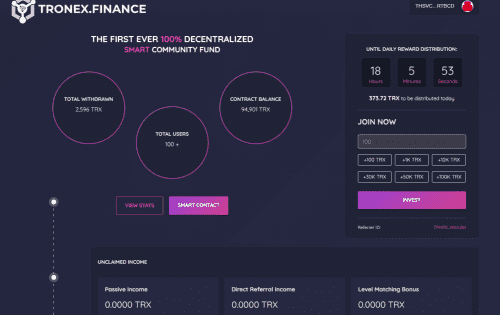 TRONEX.FINANCE
THSVC...RTBCD
THE FIRST EVER 100% DECENTRALIZED
SMART COMMUNITY FUND
TOTAL WITHDRAWN
2,596 TRX
TOTAL USERS
100 +
CONTRACT BALANCE
94,901 TRX
VIEW STATS
SMART CONTACT
UNTIL DAILY REWARD DISTRIBUTION:
18
Hours
5
Minutes
53
Seconds
373.72 TRX to be distributed today
JOIN NOW
100
+100 TRX
+1K TRX
+10K TRX
+30K TRX
+50K TRX
+100K TRX
INVEST
Referrer ID:
UNCLAIMED INCOME
Passive Income
0.0000 TRX
Direct Referral Income
0.0000 TRX
Level Matching Bonus
0.0000 TRX